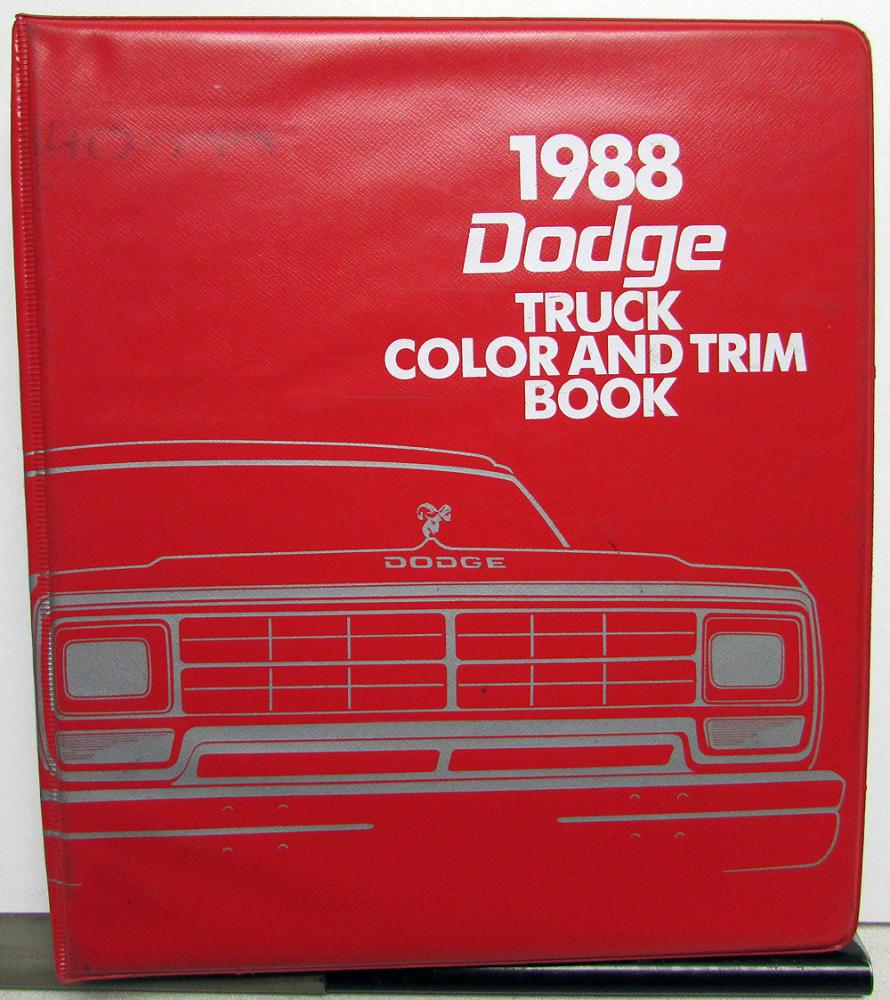 1988
Dodge
TRUCK
COLOR AND TRIM
BOOK
DODGE